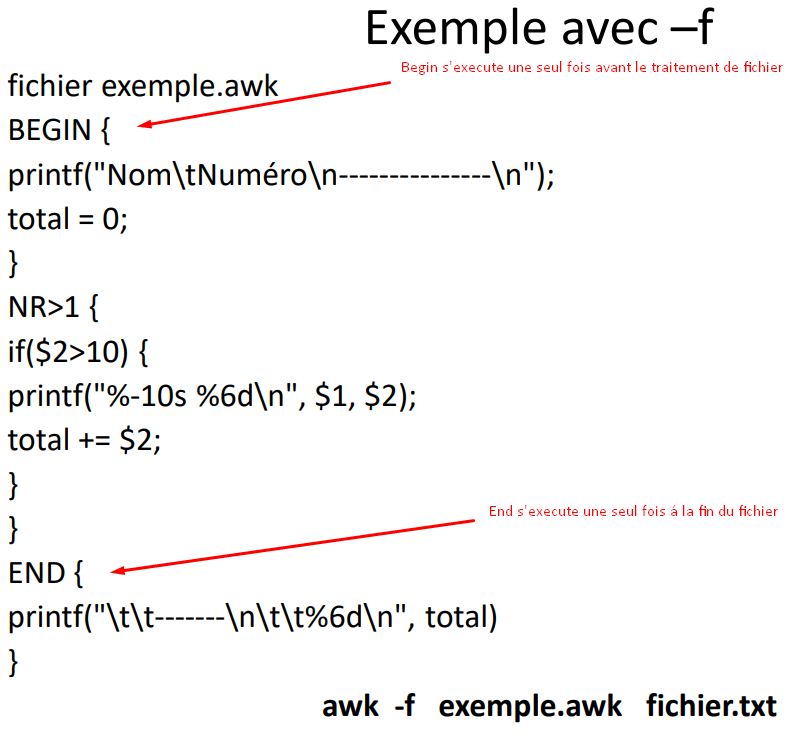 Exemple avec –f
Begin s'execute une seul fois avant le traitement de fichier
fichier exemple.awk
BEGIN {
printf("Nom\tNuméro\n---------------\n");
total = 0;
}
NR>1 {
if($2>10) {
printf("%-10s %6d\n", $1, $2);
total += $2;
}
}
End s'execute une seul fois á la fin du fichier
END {
printf("\t\t-------\n\t\t%6d\n", total)
}
awk -f exemple.awk fichier.txt